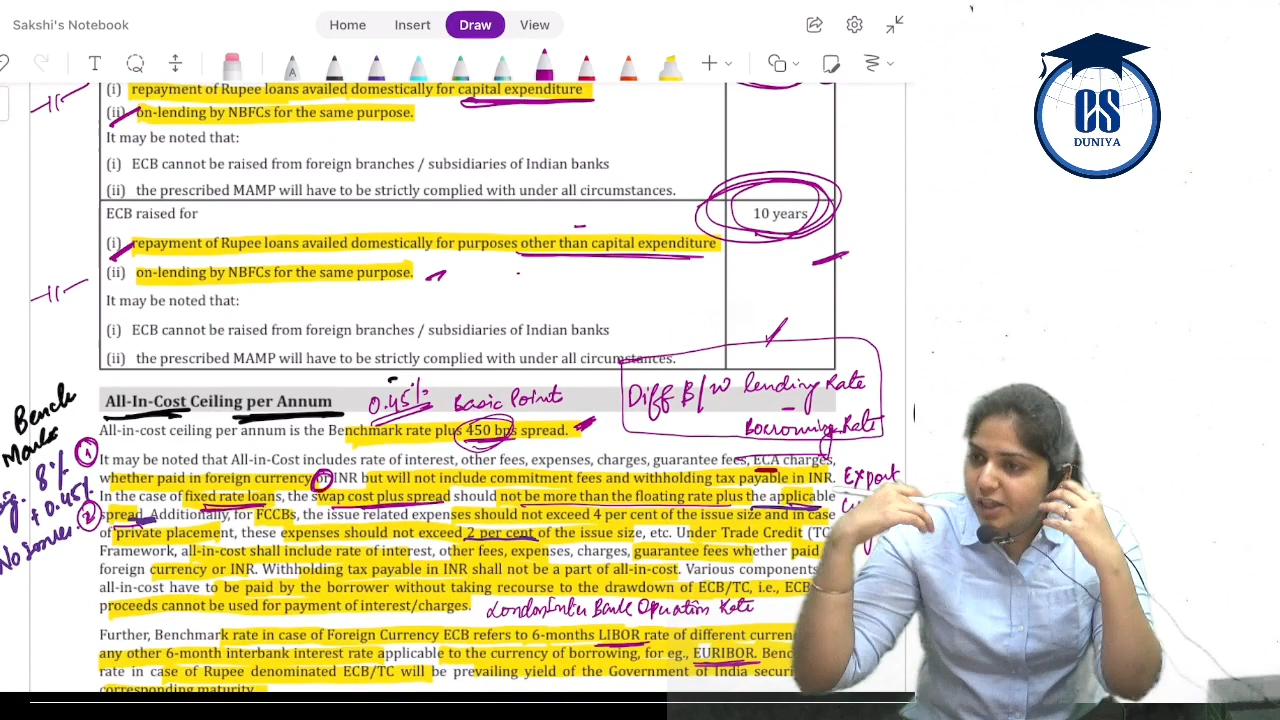 Sakshi's Notebook
Home Insert Draw View
CS
DUNIYA
(i) repayment of Rupee loans availed domestically for capital expenditure
(ii) on-lending by NBFCs for the same purpose.
It may be noted that:
(i) ECB cannot be raised from foreign branches / subsidiaries of Indian banks
(ii) the prescribed MAMP will have to be strictly complied with under all circumstances.
ECB raised for
10 years
(i) repayment of Rupee loans availed domestically for purposes other than capital expenditure
(ii) on-lending by NBFCs for the same purpose.
It may be noted that:
(i) ECB cannot be raised from foreign branches / subsidiaries of Indian banks
(ii) the prescribed MAMP will have to be strictly complied with under all circumstances.
Diff B/w lending Rate
Borrowing Rate
All-In-Cost Ceiling per Annum
0.45% Basic Point
All-in-cost ceiling per annum is the Benchmark rate plus 450 bps spread.
It may be noted that All-in-Cost includes rate of interest, other fees, expenses, charges, guarantee fees, ECA charges,
whether paid in foreign currency or INR but will not include commitment fees and withholding tax payable in INR.
In the case of fixed rate loans, the swap cost plus spread should not be more than the floating rate plus the applicable
spread. Additionally, for FCCBs, the issue related expenses should not exceed 4 per cent of the issue size and in case
of private placement, these expenses should not exceed 2 per cent of the issue size, etc. Under Trade Credit (TC
Framework, all-in-cost shall include rate of interest, other fees, expenses, charges, guarantee fees whether paid
foreign currency or INR. Withholding tax payable in INR shall not be a part of all-in-cost. Various components
all-in-cost have to be paid by the borrower without taking recourse to the drawdown of ECB/TC, i.e., ECB
proceeds cannot be used for payment of interest/charges.
London Inter Bank Operation Rate
Further, Benchmark rate in case of Foreign Currency ECB refers to 6-months LIBOR rate of different curren
any other 6-month interbank interest rate applicable to the currency of borrowing, for eg., EURIBOR. Benc
rate in case of Rupee denominated ECB/TC will be prevailing yield of the Government of India securi
corresponding maturity.
Bench
Mark
1
8%
+ 0.45%
2
Export